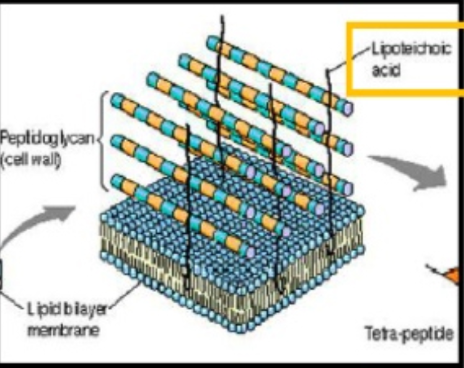 Lipoteichoic
acid
Peptidoglycan
(cell wall)
Lipid bilayer
membrane
Tetra-peptide